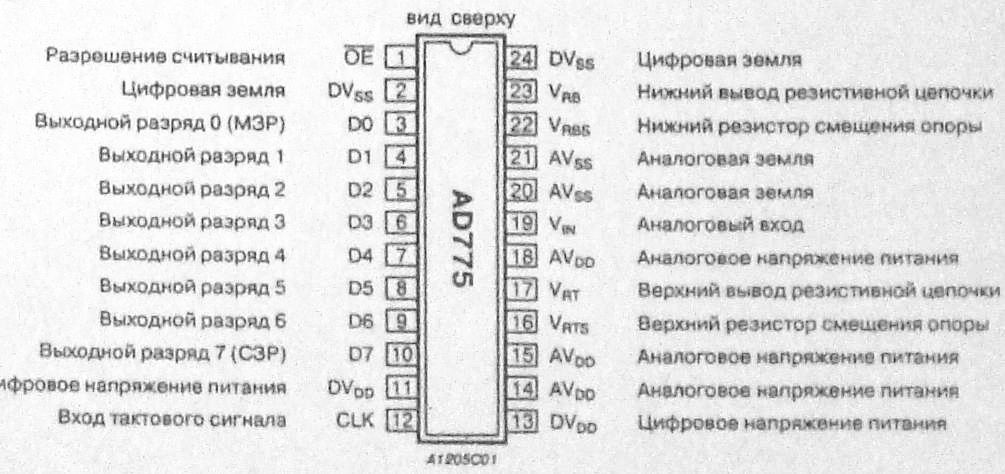 вид сверху
Разрешение считывания OE 1 24 DVSS Цифровая земля
Цифровая земля DVSS 2 23 VRB Нижний вывод резистивной цепочки
Выходной разряд 0 (МЗР) D0 3 22 VRBS Нижний резистор смещения опоры
Выходной разряд 1 D1 4 21 AVSS Аналоговая земля
Выходной разряд 2 D2 5 20 AVSS Аналоговая земля
Выходной разряд 3 D3 6 19 VIN Аналоговый вход
Выходной разряд 4 D4 7 18 AVDD Аналоговое напряжение питания
Выходной разряд 5 D5 8 17 VRT Верхний вывод резистивной цепочки
Выходной разряд 6 D6 9 16 VRTS Верхний резистор смещения опоры
Выходной разряд 7 (СЗР) D7 10 15 AVDD Аналоговое напряжение питания
ифровое напряжение питания DVDD 11 14 AVDD Аналоговое напряжение питания
Вход тактового сигнала CLK 12 13 DVDD Цифровое напряжение питания
AD775
A1205C01